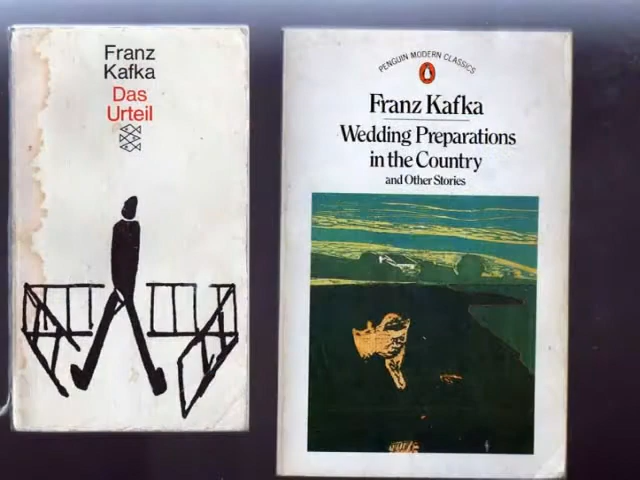 Franz
Kafka
Das
Urteil
PENGUIN MODERN CLASSICS
Franz Kafka
Wedding Preparations
in the Country
and Other Stories